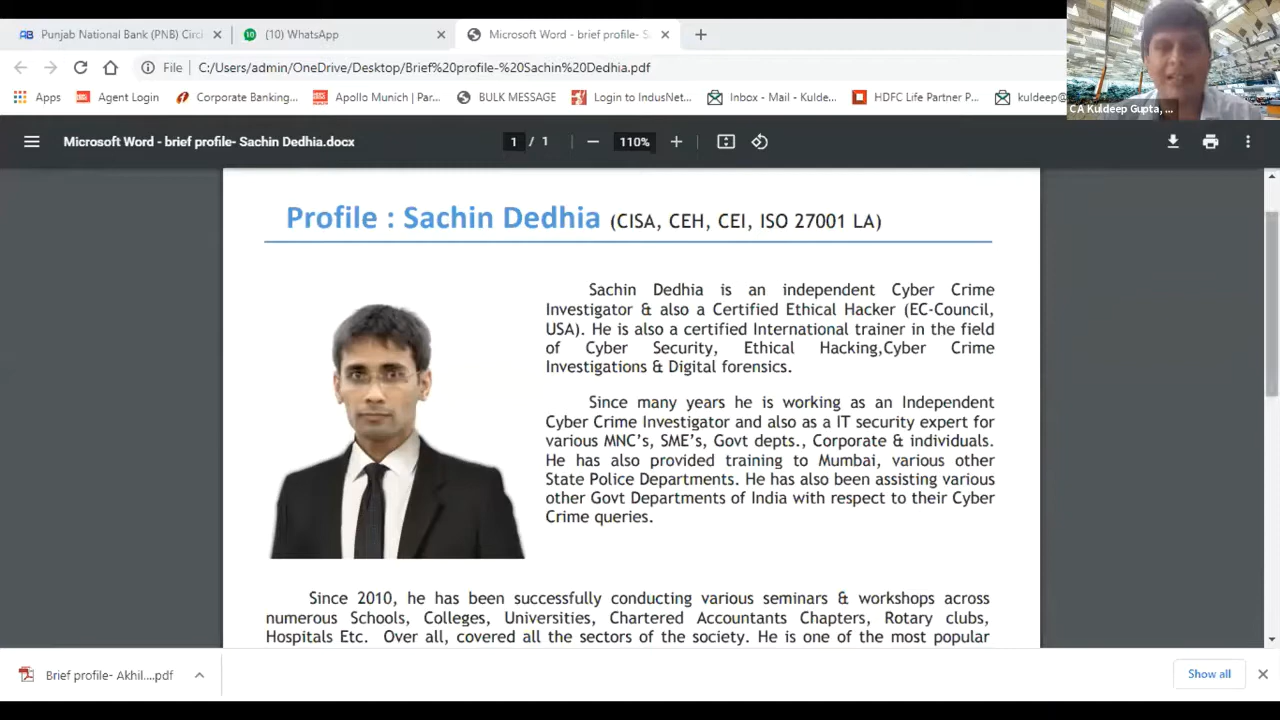 Punjab National Bank (PNB) Circ
(10) WhatsApp
Microsoft Word - brief profile- S
File C:/Users/admin/OneDrive/Desktop/Brief%20profile-%20Sachin%20Dedhia.pdf
Apps Agent Login Corporate Banking... Apollo Munich | Par... BULK MESSAGE Login to IndusNet... Inbox - Mail - Kulde... HDFC Life Partner P... kuldeep@
CA Kuldeep Gupta, ...
Microsoft Word - brief profile- Sachin Dedhia.docx 1 / 1 110%
Profile : Sachin Dedhia (CISA, CEH, CEI, ISO 27001 LA)
Sachin Dedhia is an independent Cyber Crime
Investigator & also a Certified Ethical Hacker (EC-Council,
USA). He is also a certified International trainer in the field
of Cyber Security, Ethical Hacking,Cyber Crime
Investigations & Digital forensics.
Since many years he is working as an Independent
Cyber Crime Investigator and also as a IT security expert for
various MNC's, SME's, Govt depts., Corporate & individuals.
He has also provided training to Mumbai, various other
State Police Departments. He has also been assisting various
other Govt Departments of India with respect to their Cyber
Crime queries.
Since 2010, he has been successfully conducting various seminars & workshops across
numerous Schools, Colleges, Universities, Chartered Accountants Chapters, Rotary clubs,
Hospitals Etc. Over all, covered all the sectors of the society. He is one of the most popular
Brief profile- Akhil....pdf
Show all